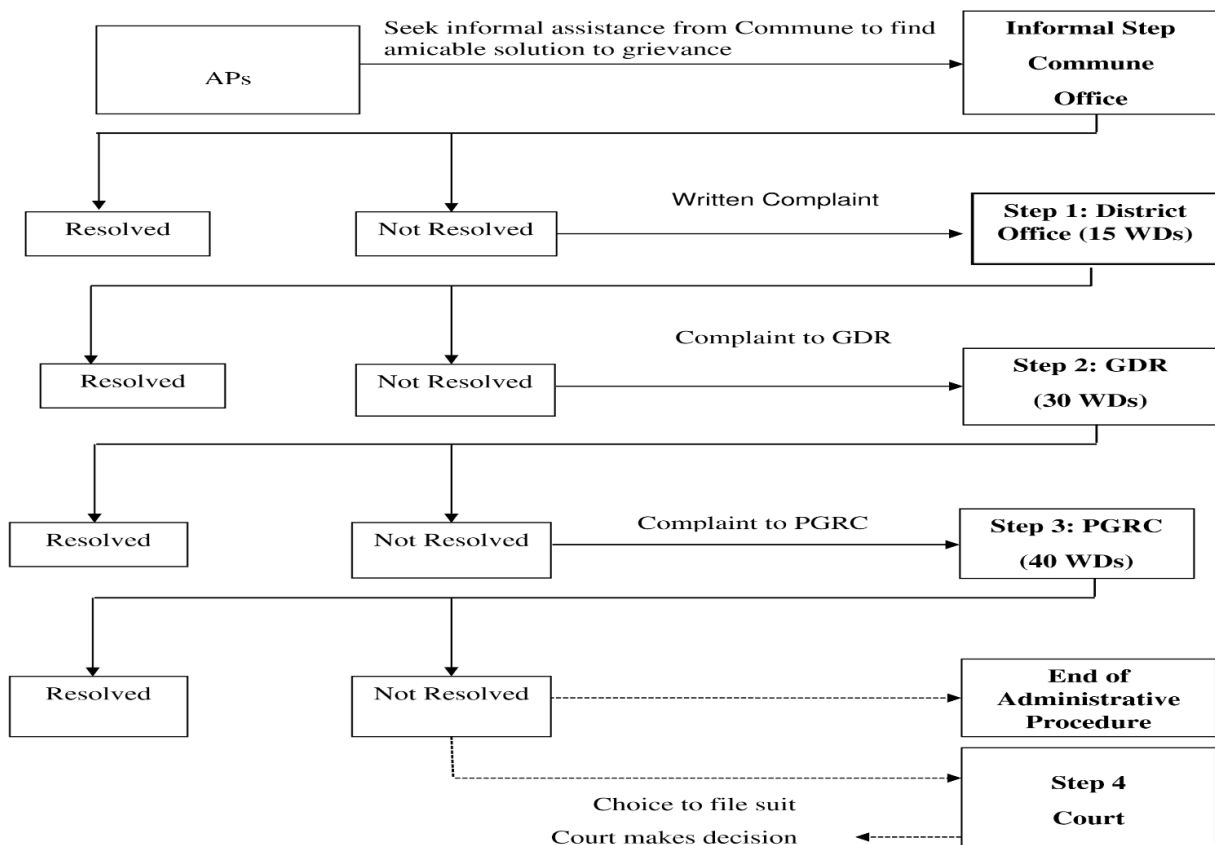 Seek informal assistance from Commune to find
amicable solution to grievance
APs
Informal Step
Commune
Office
Resolved
Not Resolved
Written Complaint
Step 1: District
Office (15 WDs)
Resolved
Not Resolved
Complaint to GDR
Step 2: GDR
(30 WDs)
Resolved
Not Resolved
Complaint to PGRC
Step 3: PGRC
(40 WDs)
Resolved
Not Resolved
End of
Administrative
Procedure
Choice to file suit
Court makes decision
Step 4
Court